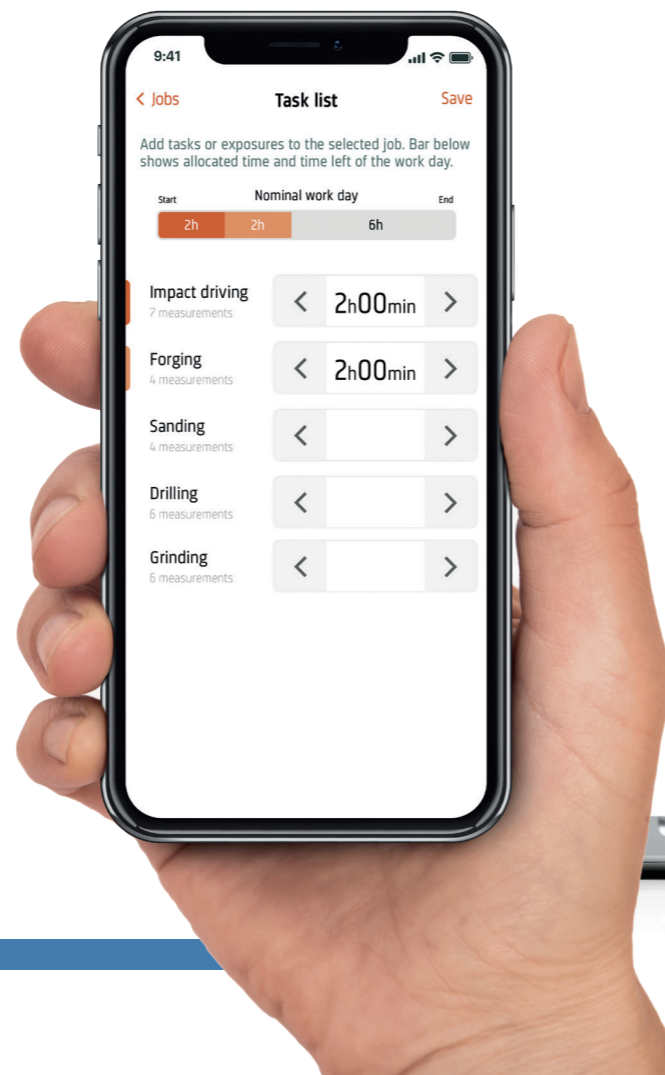 9:41
< Jobs Task list Save
Add tasks or exposures to the selected job. Bar below
shows allocated time and time left of the work day.
Start Nominal work day End
2h 2h 6h
Impact driving
7 measurements
< 2h00min >
Forging
4 measurements
< 2h00min >
Sanding
4 measurements
< >
Drilling
6 measurements
< >
Grinding
6 measurements
< >